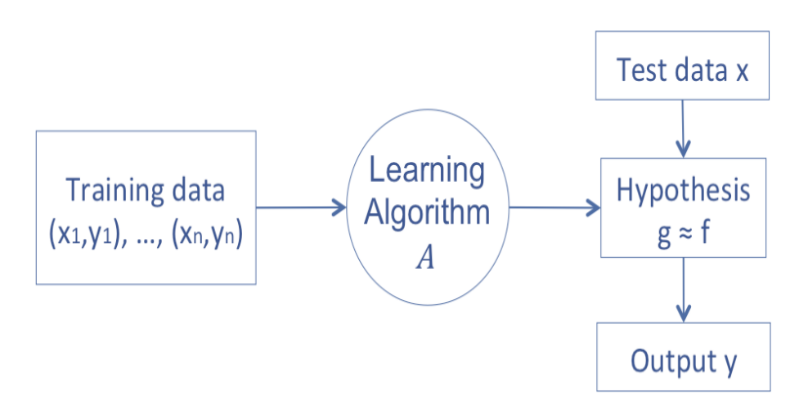 Test data x
Training data
(x1,y1), ..., (xn,yn)
Learning
Algorithm
A
Hypothesis
g ≈ f
Output y